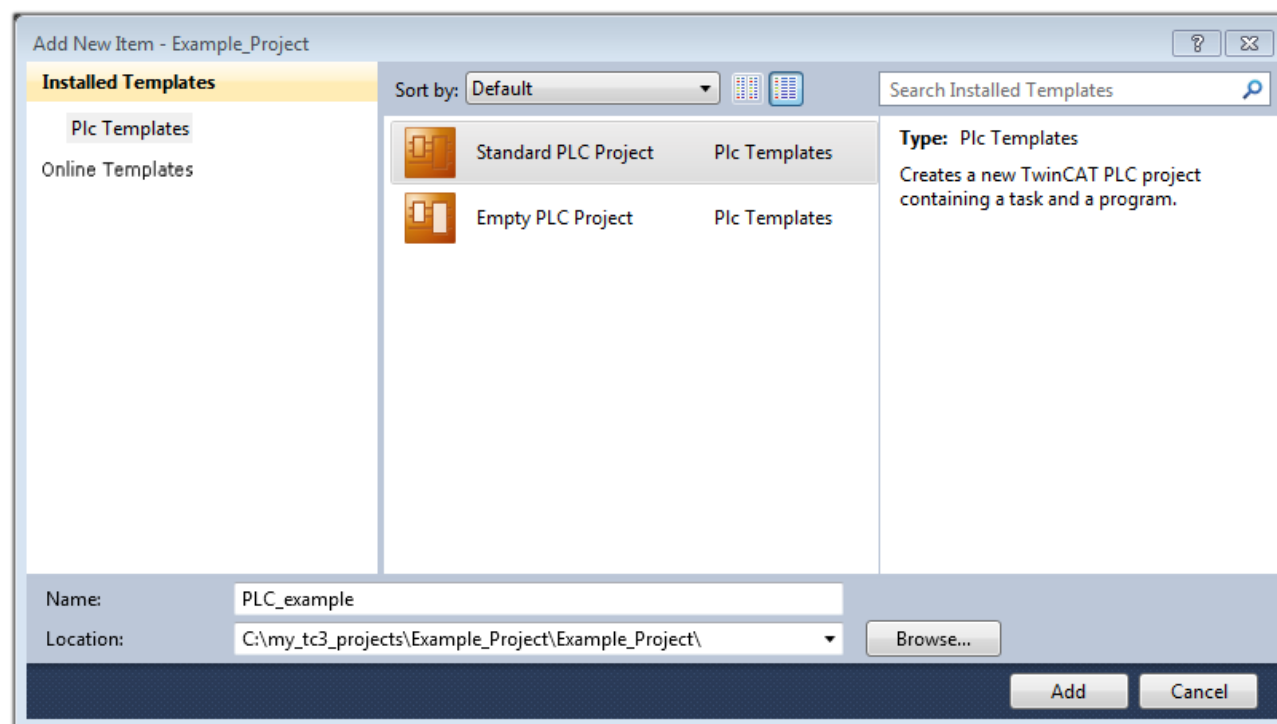 Add New Item - Example_Project
Installed Templates
Plc Templates
Online Templates
Sort by: Default
Search Installed Templates
Standard PLC Project Plc Templates
Empty PLC Project Plc Templates
Type: Plc Templates
Creates a new TwinCAT PLC project
containing a task and a program.
Name: PLC_example
Location: C:\my_tc3_projects\Example_Project\Example_Project\
Browse...
Add Cancel